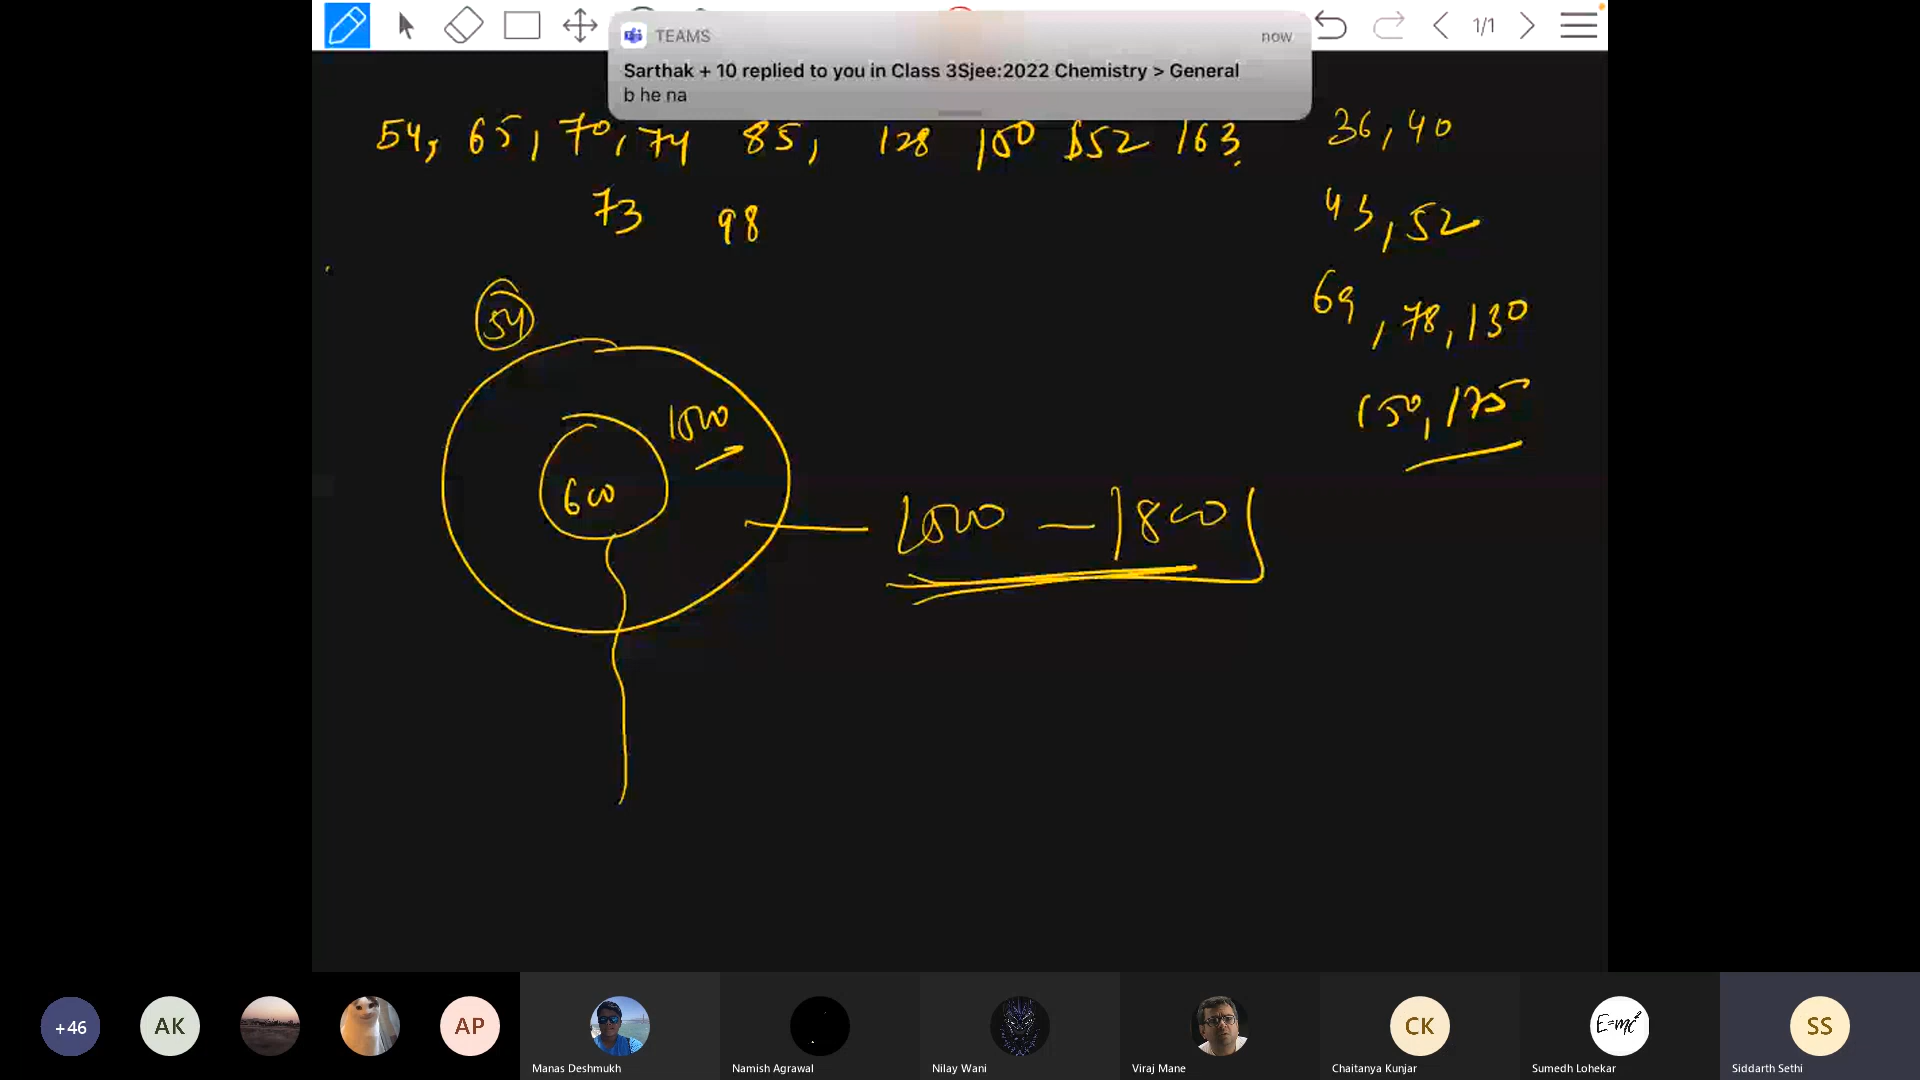 1/1
TEAMS
now
Sarthak + 10 replied to you in Class 3Sjee:2022 Chemistry > General
b he na
54, 65, 70, 74 85, 128 150 152 163.
36, 40
73 98
43, 52
54
69, 78, 130
1500
150, 175
600
1500 - 1800
+46
AK
AP
E=mc²
CK
SS
Manas Deshmukh
Namish Agrawal
Nilay Wani
Viraj Mane
Chaitanya Kunjar
Sumedh Lohekar
Siddarth Sethi